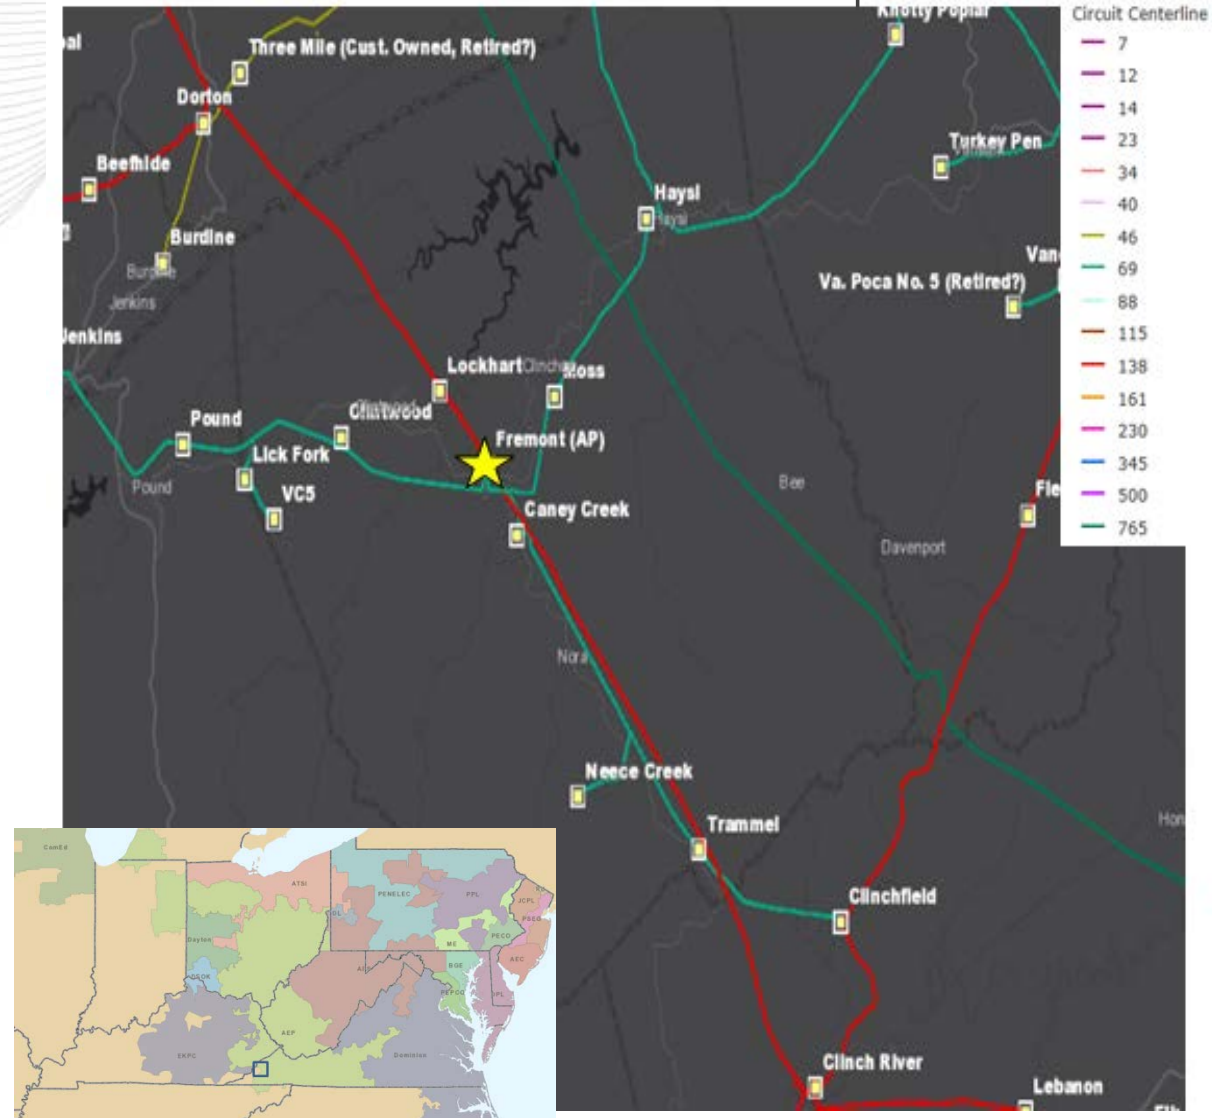 Knotty Poplar
Circuit Centerline
Three Mile (Cust. Owned, Retired?)
7
12
Dorton
14
Turkey Pen
23
Beefhide
34
Haysi
Haysi
40
Burdine
46
Burdine
69
Va. Poca No. 5 (Retired?)
88
Jenkins
115
Jenkins
Lockhart
Moss
138
161
Pound
Clintwood
Fremont (AP)
230
Lick Fork
345
Pound
VC5
Bee
500
Caney Creek
765
Davenport
Nora
Neece Creek
Trammel
Clinchfield
Clinch River
Lebanon
ComEd
ATSI
PENELEC
PPL
JCPL
PSEG
Dayton
ME
PECO
AEC
BGE
PEPCO
AEP
EKPC
Dominion